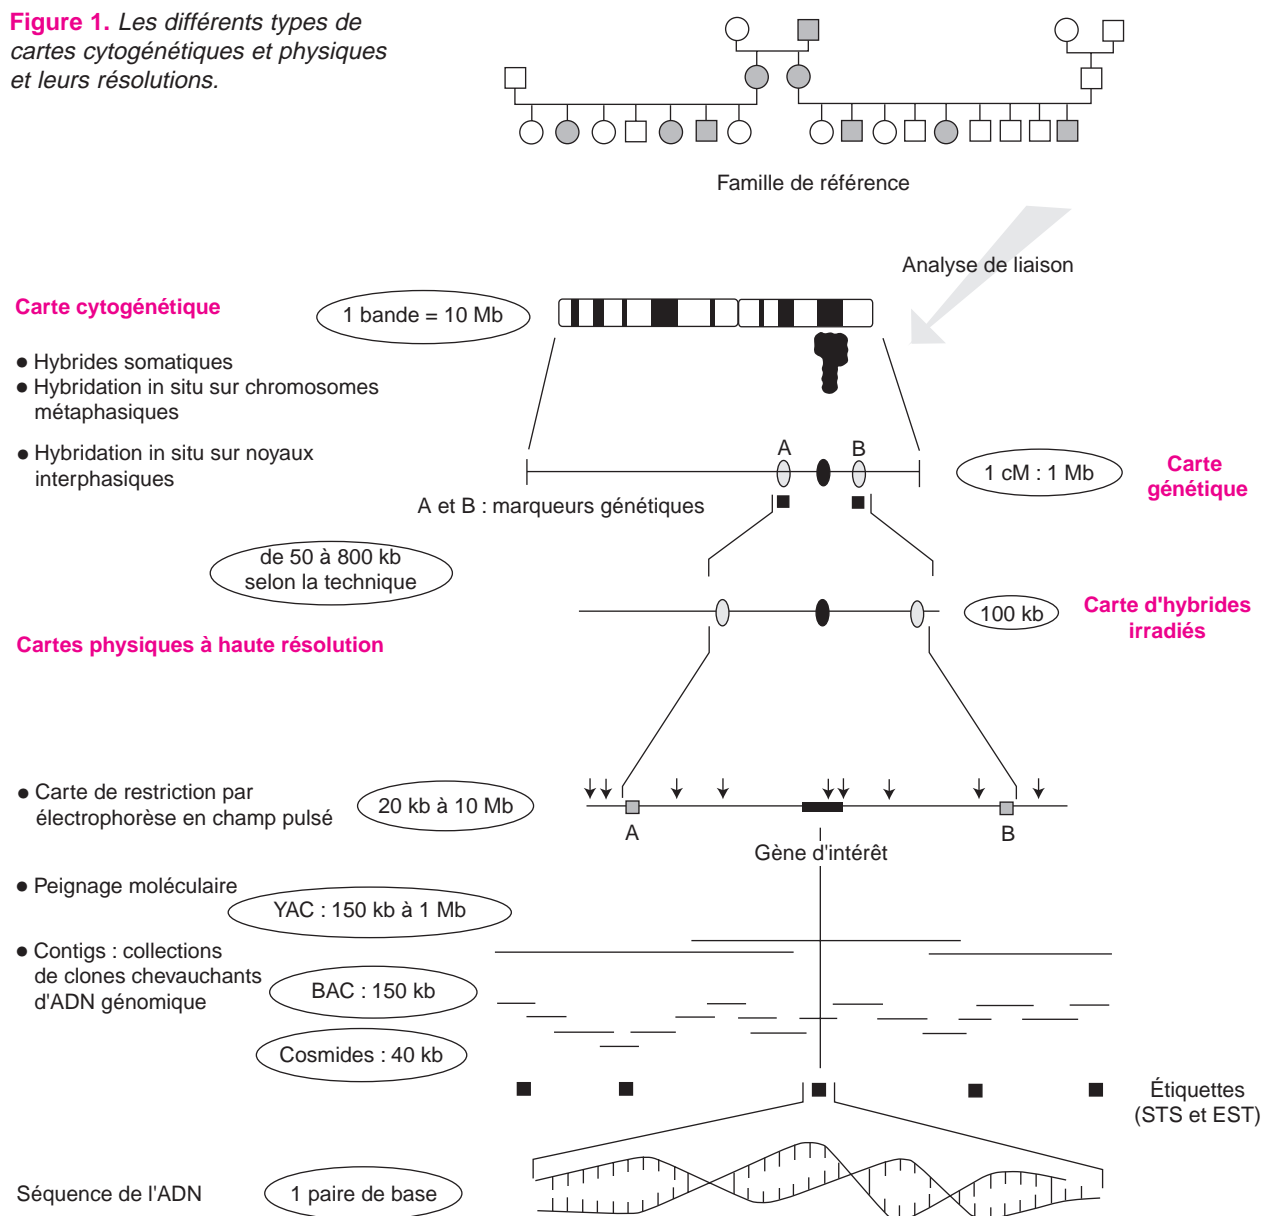 Figure 1. Les différents types de
cartes cytogénétiques et physiques
et leurs résolutions.
Famille de référence
Analyse de liaison
Carte cytogénétique
1 bande = 10 Mb
● Hybrides somatiques
● Hybridation in situ sur chromosomes
métaphasiques
● Hybridation in situ sur noyaux
interphasiques
A
B
1 cM : 1 Mb
Carte
génétique
A et B : marqueurs génétiques
de 50 à 800 kb
selon la technique
100 kb
Carte d'hybrides
irradiés
Cartes physiques à haute résolution
● Carte de restriction par
électrophorèse en champ pulsé
20 kb à 10 Mb
A
B
Gène d'intérêt
● Peignage moléculaire
YAC : 150 kb à 1 Mb
● Contigs : collections
de clones chevauchants
d'ADN génomique
BAC : 150 kb
Cosmides : 40 kb
Étiquettes
(STS et EST)
Séquence de l'ADN
1 paire de base